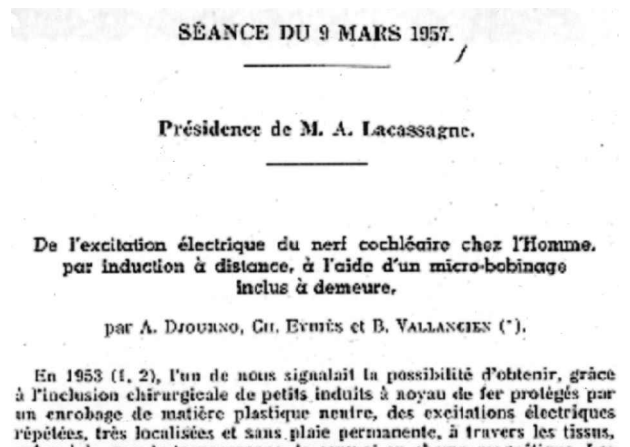 SÉANCE DU 9 MARS 1957.
Présidence de M. A. Lacassagne.
De l'excitation électrique du nerf cochléaire chez l'Homme,
par induction à distance, à l'aide d'un micro-bobinage
inclus à demeure,
par A. DJOURNO, CH. EYRIÈS et B. VALLANCIEN (*).
En 1953 (1, 2), l'un de nous signalait la possibilité d'obtenir, grâce
à l'inclusion chirurgicale de petits induits à noyau de fer protégés par
un enrobage de matière plastique neutre, des excitations électriques
répétées, très localisées et sans plaie permanente, à travers les tissus,